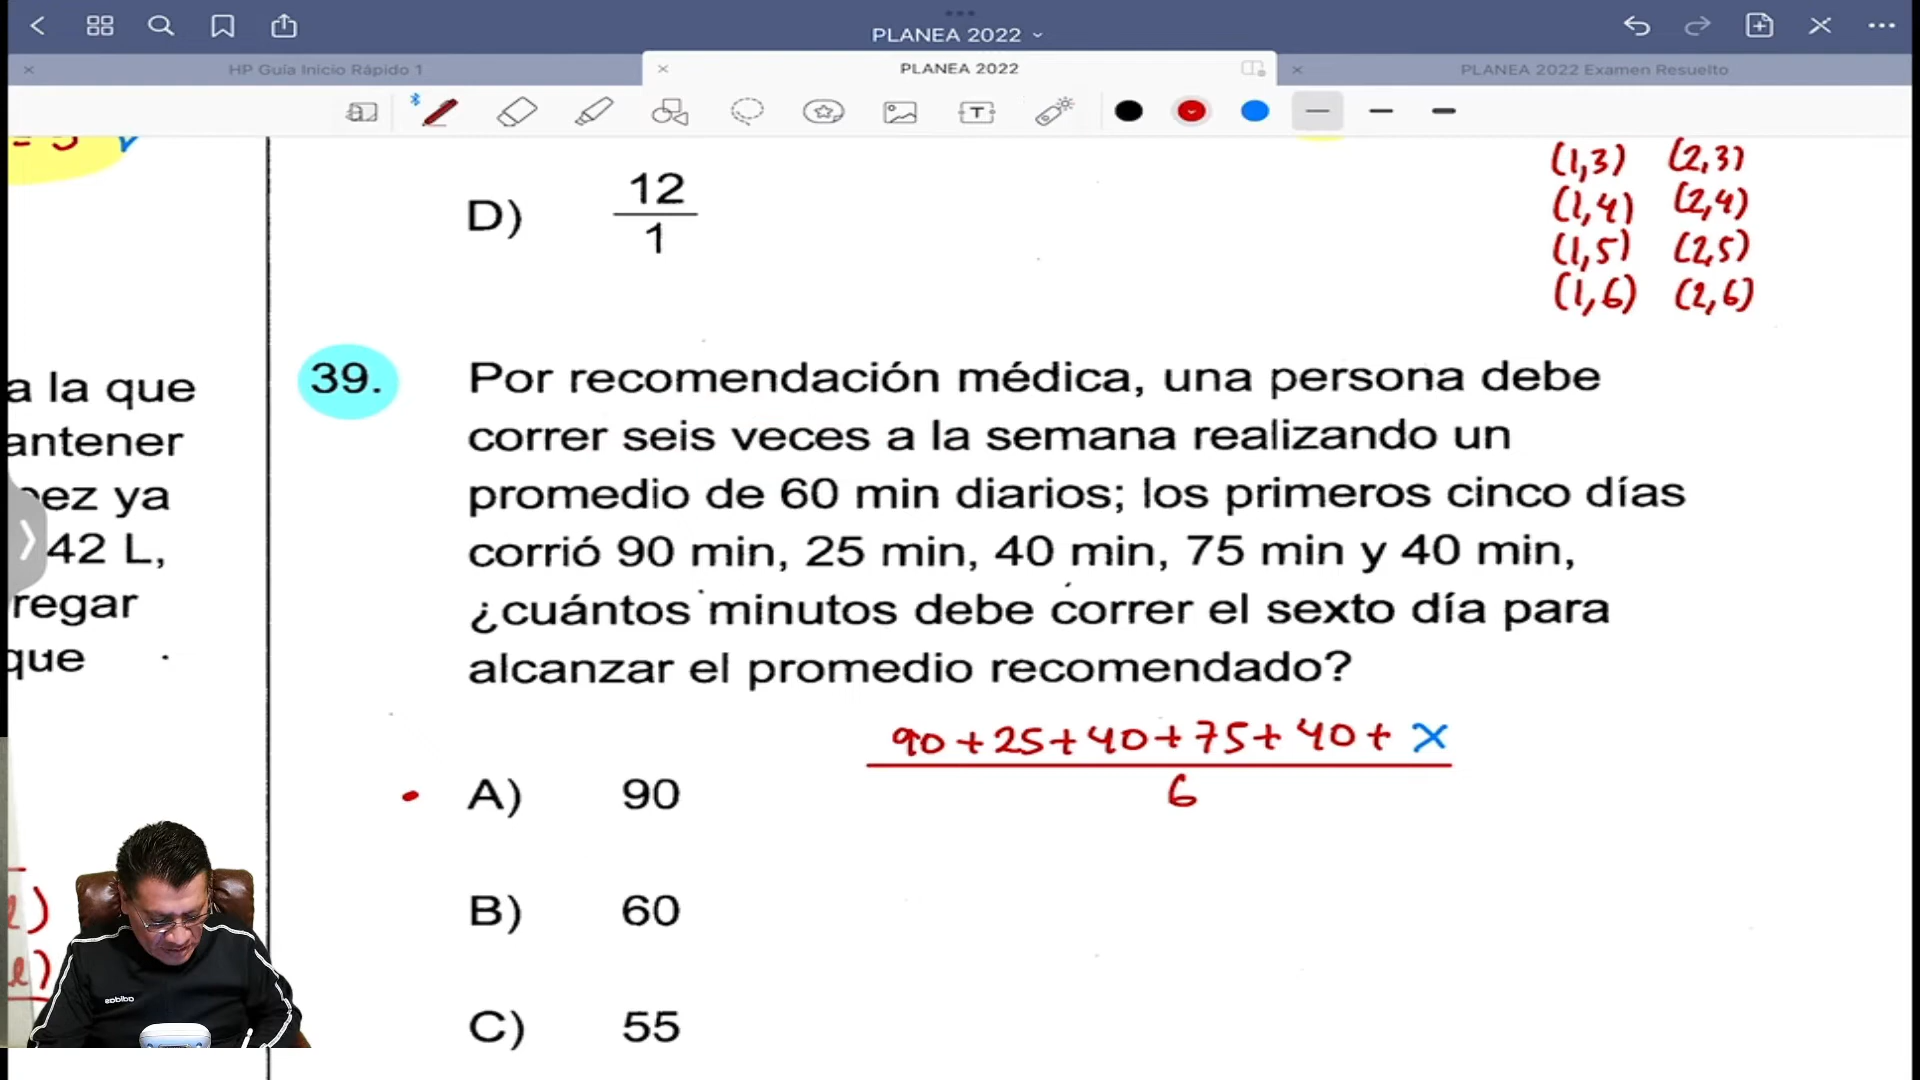 PLANEA 2022
HP Guía Inicio Rápido 1
PLANEA 2022
PLANEA 2022 Examen Resuelto
T
= 5
D) 12
1
(1,3) (2,3)
(1,4) (2,4)
(1,5) (2,5)
(1,6) (2,6)
a la que
antener
ez ya
42 L,
regar
que
39. Por recomendación médica, una persona debe
correr seis veces a la semana realizando un
promedio de 60 min diarios; los primeros cinco días
corrió 90 min, 25 min, 40 min, 75 min y 40 min,
¿cuántos minutos debe correr el sexto día para
alcanzar el promedio recomendado?
90+25+40+75+40+ x
6
A) 90
B) 60
C) 55
adidas